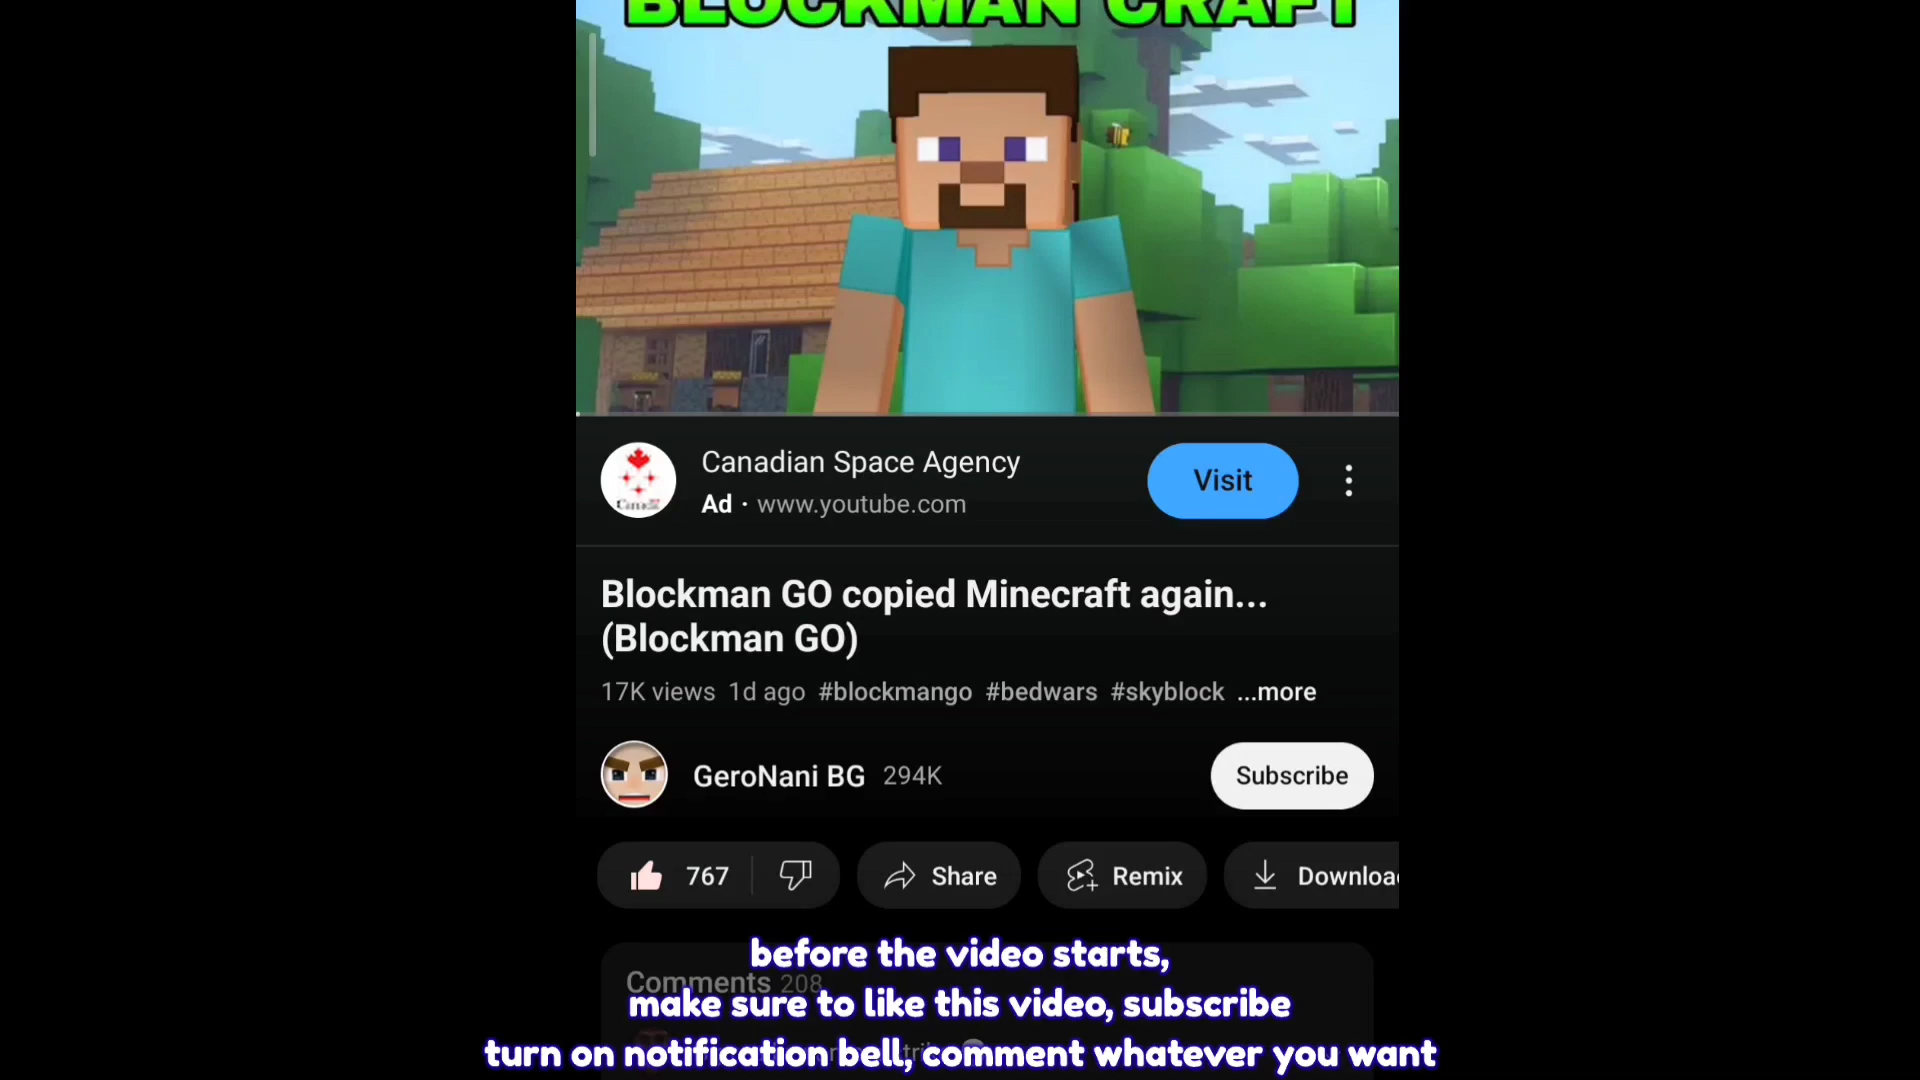 BLOCKMAN CRAFT
Canadian Space Agency
Ad · www.youtube.com
Visit
Blockman GO copied Minecraft again...
(Blockman GO)
17K views 1d ago #blockmango #bedwars #skyblock ...more
GeroNani BG 294K
Subscribe
767
Share
Remix
Downloa
Comments 208
before the video starts,
make sure to like this video, subscribe
turn on notification bell, comment whatever you want